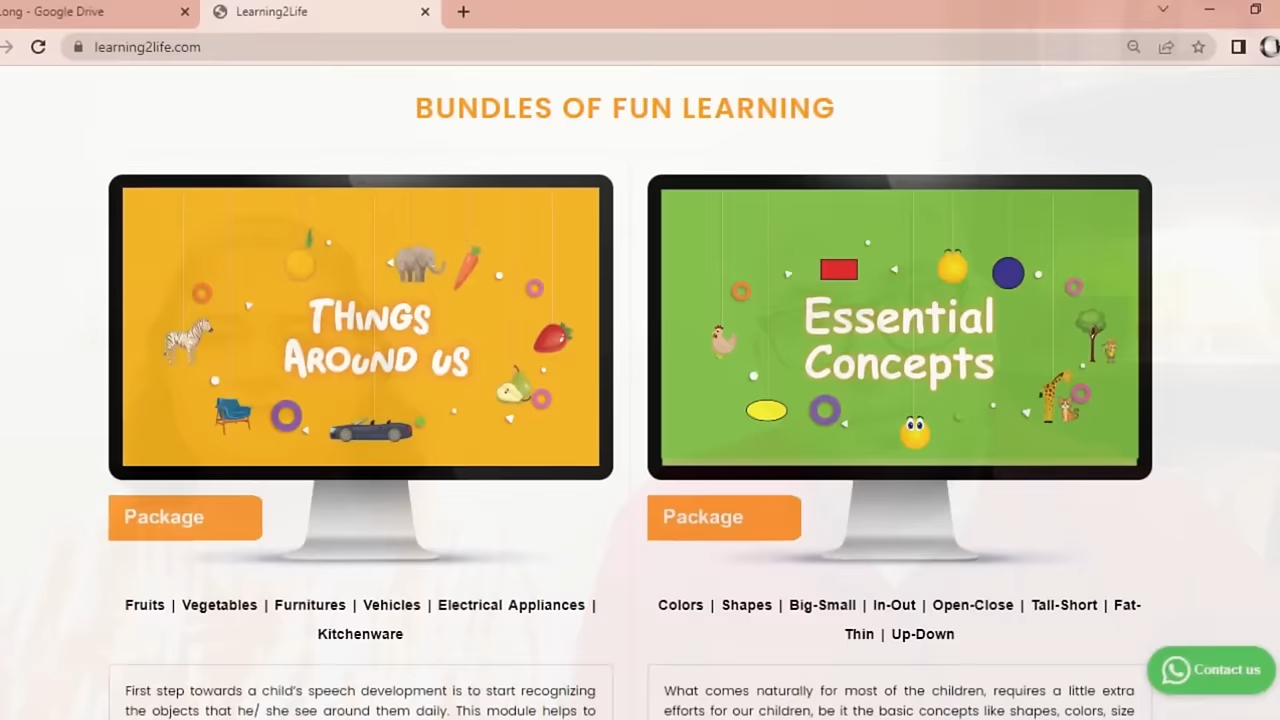 ong - Google Drive
Learning2Life
learning2life.com
BUNDLES OF FUN LEARNING
THINGS
AROUND US
Essential
Concepts
Package
Package
Fruits | Vegetables | Furnitures | Vehicles | Electrical Appliances |
Kitchenware
Colors | Shapes | Big-Small | In-Out | Open-Close | Tall-Short | Fat-
Thin | Up-Down
Contact us
First step towards a child's speech development is to start recognizing
the objects that he/ she see around them daily. This module helps to
What comes naturally for most of the children, requires a little extra
efforts for our children, be it the basic concepts like shapes, colors, size